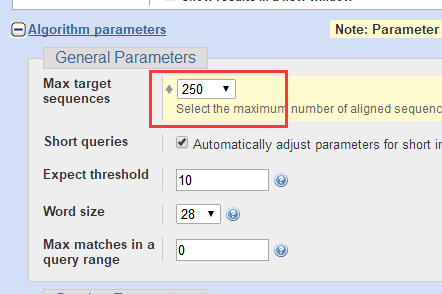 Algorithm parameters
Note: Parameter
General Parameters
Max target
sequences
250
Select the maximum number of aligned sequenc
Short queries
Automatically adjust parameters for short in
Expect threshold
10
Word size
28
Max matches in a
query range
0